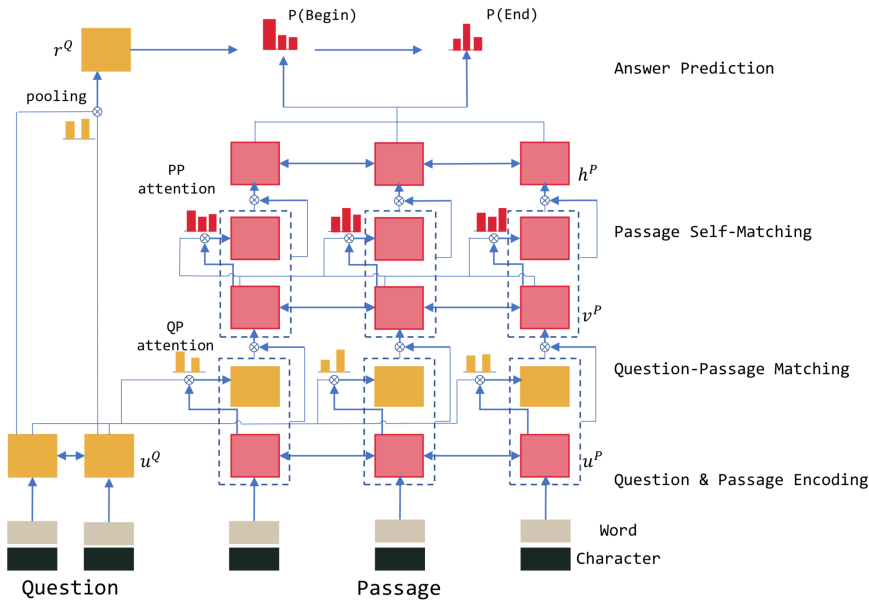 P(Begin)
P(End)
r^Q
Answer Prediction
pooling
PP
attention
h^P
Passage Self-Matching
v^P
QP
attention
Question-Passage Matching
u^Q
u^P
Question & Passage Encoding
Word
Character
Question
Passage